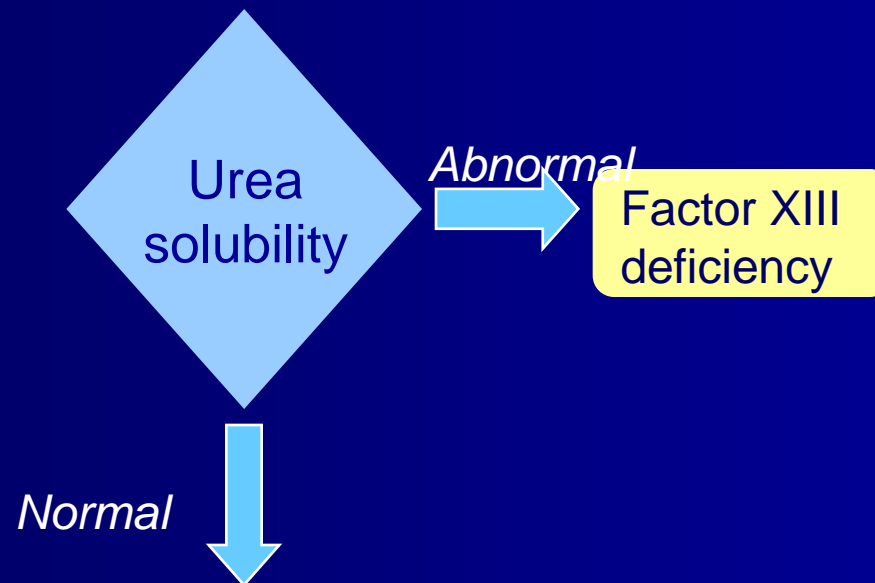 Urea
solubility
Abnormal
Factor XIII
deficiency
Normal